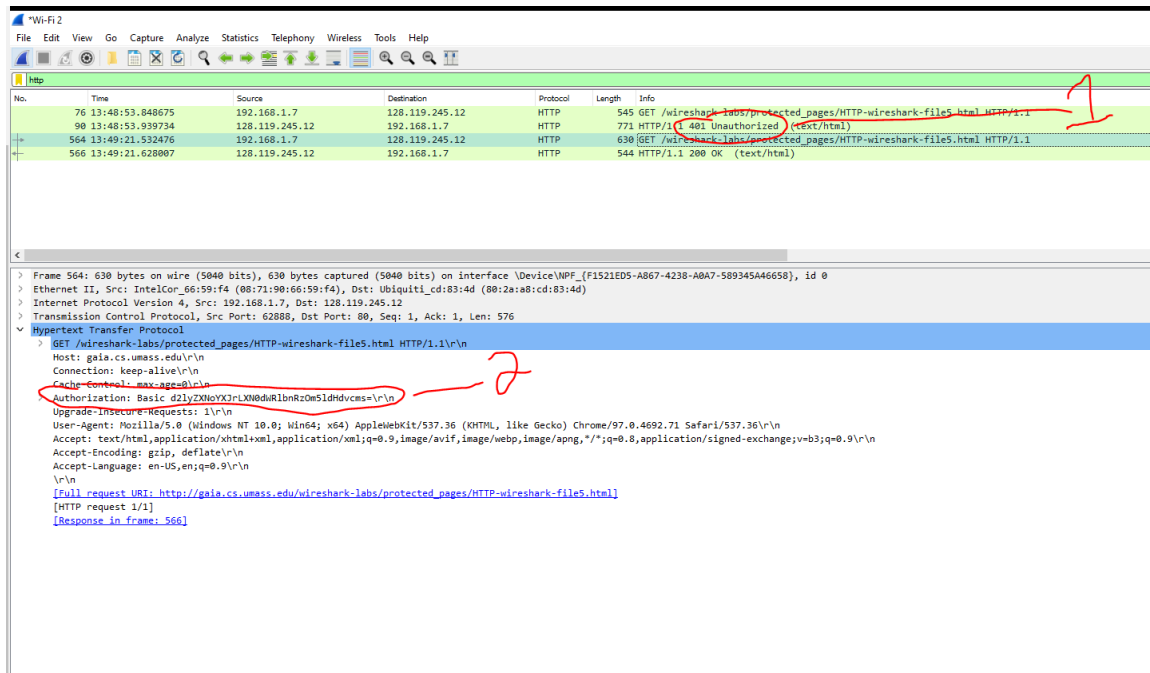 *Wi-Fi 2
File Edit View Go Capture Analyze Statistics Telephony Wireless Tools Help
http
No. Time Source Destination Protocol Length Info
76 13:48:53.848675 192.168.1.7 128.119.245.12 HTTP 545 GET /wireshark-labs/protected_pages/HTTP-wireshark-file5.html HTTP/1.1
1
90 13:48:53.939734 128.119.245.12 192.168.1.7 HTTP 771 HTTP/1.1 401 Unauthorized (text/html)
564 13:49:21.532476 192.168.1.7 128.119.245.12 HTTP 630 GET /wireshark-labs/protected_pages/HTTP-wireshark-file5.html HTTP/1.1
566 13:49:21.628007 128.119.245.12 192.168.1.7 HTTP 544 HTTP/1.1 200 OK (text/html)
> Frame 564: 630 bytes on wire (5040 bits), 630 bytes captured (5040 bits) on interface \Device\NPF_{F1521ED5-A867-4238-A0A7-589345A46658}, id 0
> Ethernet II, Src: IntelCor_66:59:f4 (08:71:90:66:59:f4), Dst: Ubiquiti_cd:83:4d (80:2a:a8:cd:83:4d)
> Internet Protocol Version 4, Src: 192.168.1.7, Dst: 128.119.245.12
> Transmission Control Protocol, Src Port: 62888, Dst Port: 80, Seq: 1, Ack: 1, Len: 576
Hypertext Transfer Protocol
> GET /wireshark-labs/protected_pages/HTTP-wireshark-file5.html HTTP/1.1\r\n
Host: gaia.cs.umass.edu\r\n
Connection: keep-alive\r\n
2
Cache-Control: max-age=0\r\n
> Authorization: Basic d2lyZXNoYXJrLXN0dWRlbnRzOm5ldHdvcms=\r\n
Upgrade-Insecure-Requests: 1\r\n
User-Agent: Mozilla/5.0 (Windows NT 10.0; Win64; x64) AppleWebKit/537.36 (KHTML, like Gecko) Chrome/97.0.4692.71 Safari/537.36\r\n
Accept: text/html,application/xhtml+xml,application/xml;q=0.9,image/avif,image/webp,image/apng,*/*;q=0.8,application/signed-exchange;v=b3;q=0.9\r\n
Accept-Encoding: gzip, deflate\r\n
Accept-Language: en-US,en;q=0.9\r\n
\r\n
[Full request URI: http://gaia.cs.umass.edu/wireshark-labs/protected_pages/HTTP-wireshark-file5.html]
[HTTP request 1/1]
[Response in frame: 566]